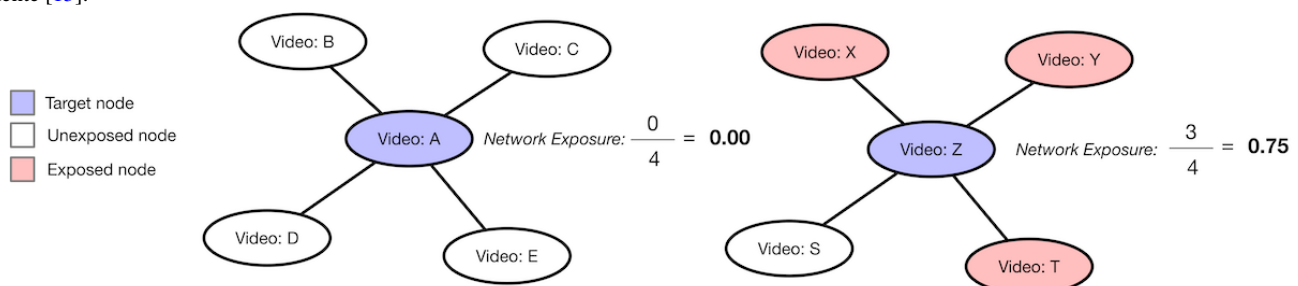 Video: B
Video: C
Target node
Unexposed node
Exposed node
Video: A
Network Exposure: 0/4 = 0.00
Video: D
Video: E
Video: X
Video: Y
Video: Z
Network Exposure: 3/4 = 0.75
Video: S
Video: T